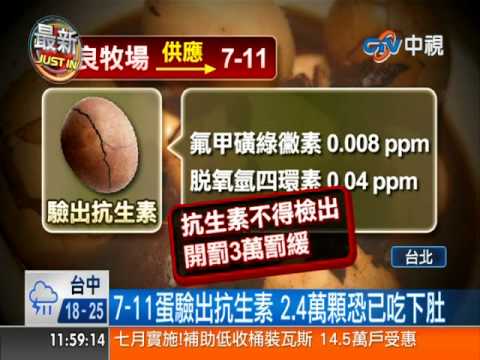 最新
JUST IN
良牧場 供應 7-11
CTV中視
氟甲磺綠黴素 0.008 ppm
脱氧氩四環素 0.04 ppm
驗出抗生素
抗生素不得檢出
開罰3萬罰緩
台北
台中
18-25
7-11蛋驗出抗生素 2.4萬顆恐已吃下肚
11:59:14
七月實施!補助低收桶裝瓦斯 14.5萬戶受惠